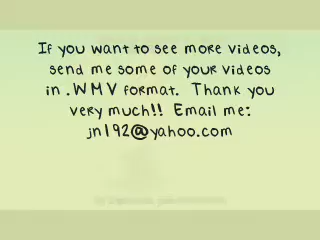 If you want to see more videos,
send me some of your videos
in .WMV format. Thank you
very much!! Email me:
jn192@yahoo.com